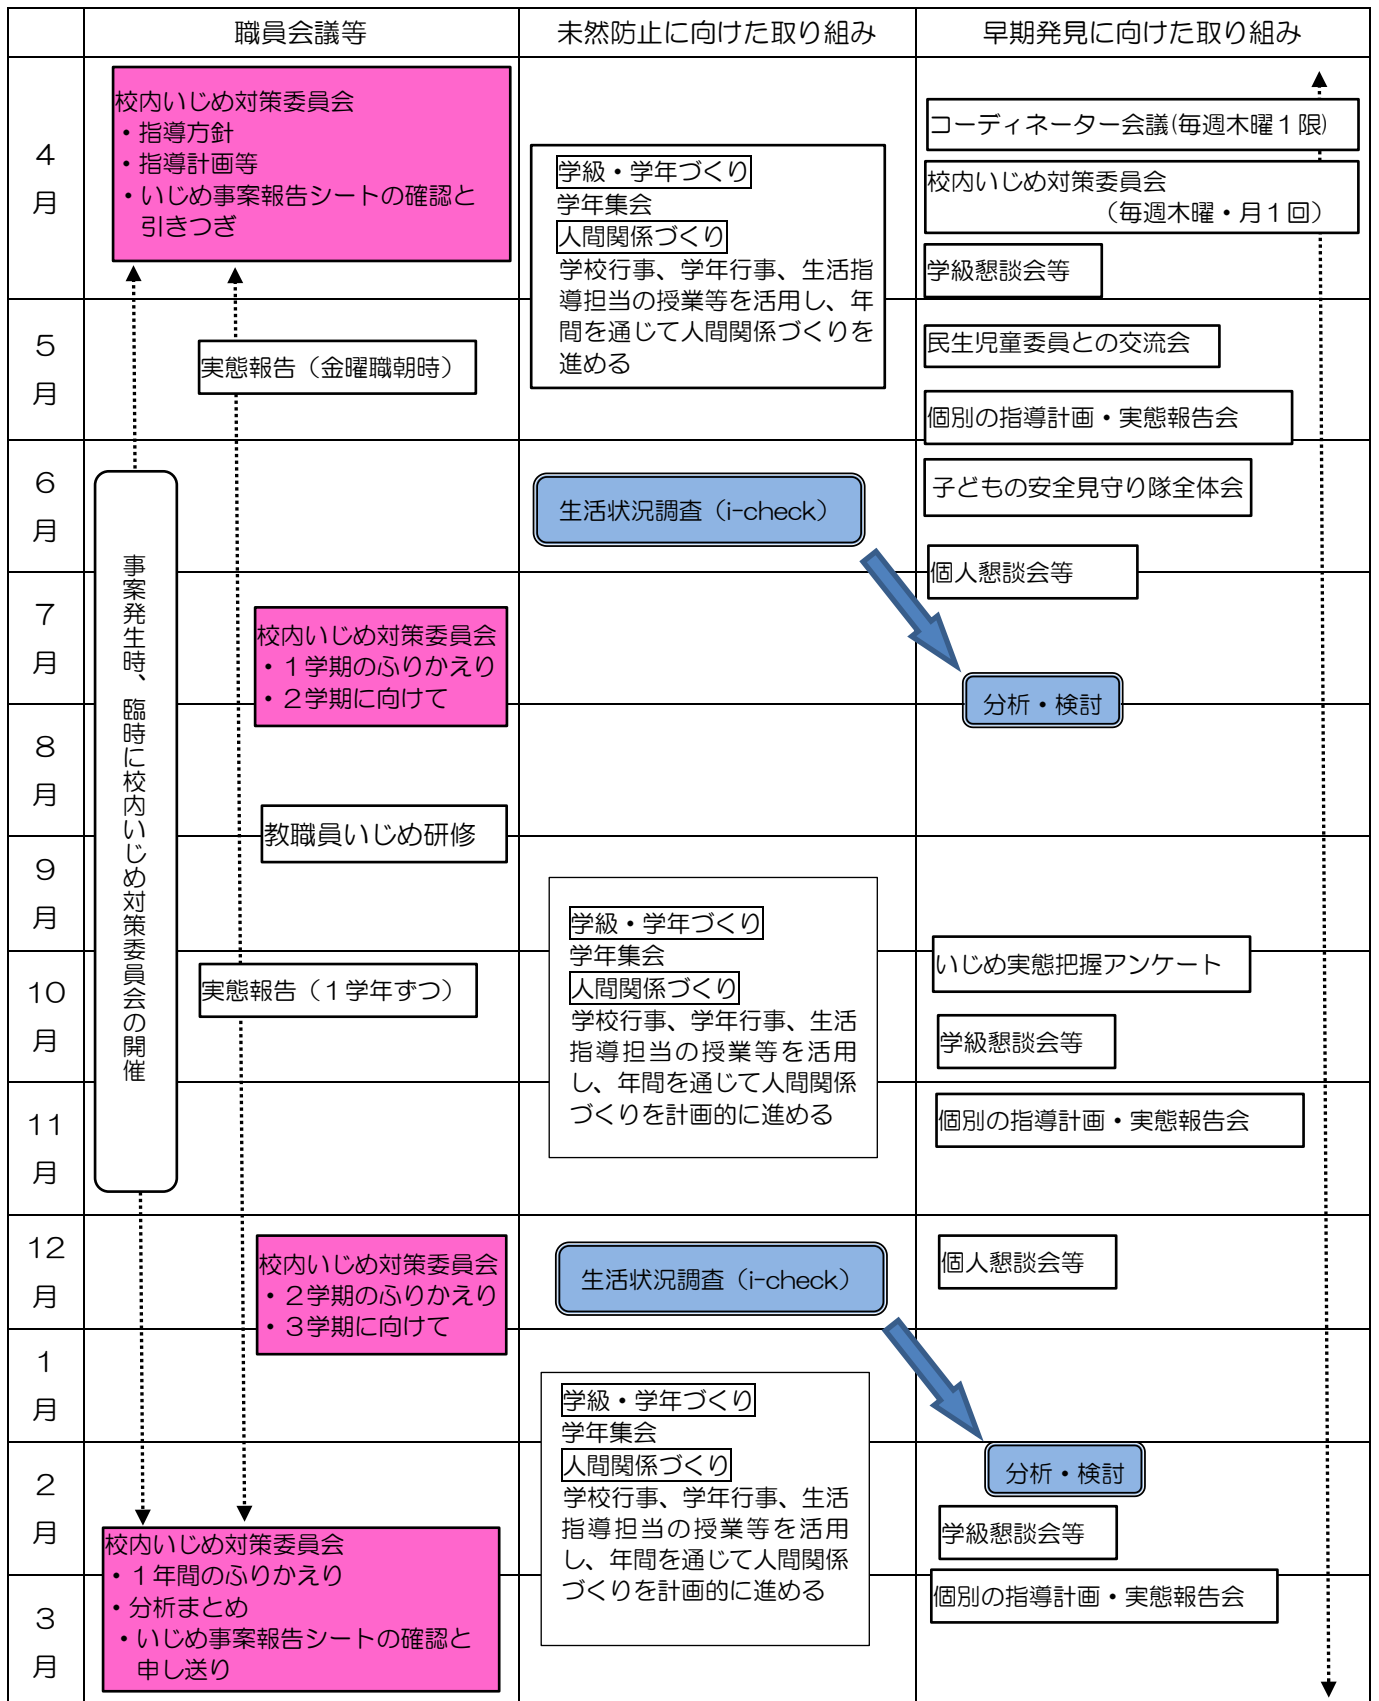 職員会議等
未然防止に向けた取り組み
早期発見に向けた取り組み
4
月
校内いじめ対策委員会
・指導方針
・指導計画等
・いじめ事案報告シートの確認と
引きつぎ
学級・学年づくり
学年集会
人間関係づくり
学校行事、学年行事、生活指
導担当の授業等を活用し、年
間を通じて人間関係づくりを
進める
コーディネーター会議(毎週木曜1限)
校内いじめ対策委員会
(毎週木曜・月1回)
学級懇談会等
5
月
実態報告(金曜職朝時)
民生児童委員との交流会
個別の指導計画・実態報告会
6
月
事案発生時、臨時に校内いじめ対策委員会の開催
生活状況調査(i-check)
子どもの安全見守り隊全体会
個人懇談会等
7
月
校内いじめ対策委員会
・1学期のふりかえり
・2学期に向けて
分析・検討
8
月
教職員いじめ研修
9
月
学級・学年づくり
学年集会
人間関係づくり
学校行事、学年行事、生活
指導担当の授業等を活用
し、年間を通じて人間関係
づくりを計画的に進める
いじめ実態把握アンケート
10
月
実態報告(1学年ずつ)
学級懇談会等
11
月
個別の指導計画・実態報告会
12
月
校内いじめ対策委員会
・2学期のふりかえり
・3学期に向けて
生活状況調査(i-check)
個人懇談会等
1
月
学級・学年づくり
学年集会
人間関係づくり
学校行事、学年行事、生活
指導担当の授業等を活用
し、年間を通じて人間関係
づくりを計画的に進める
2
月
分析・検討
学級懇談会等
校内いじめ対策委員会
・1年間のふりかえり
・分析まとめ
・いじめ事案報告シートの確認と
申し送り
3
月
個別の指導計画・実態報告会